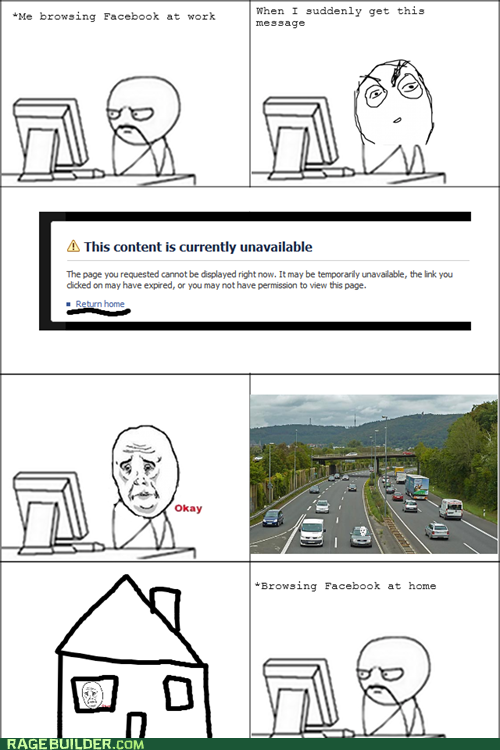 *Me browsing Facebook at work
When I suddenly get this
message
This content is currently unavailable
The page you requested cannot be displayed right now. It may be temporarily unavailable, the link you
clicked on may have expired, or you may not have permission to view this page.
Return home
Okay
*Browsing Facebook at home
RAGEBUILDER.COM